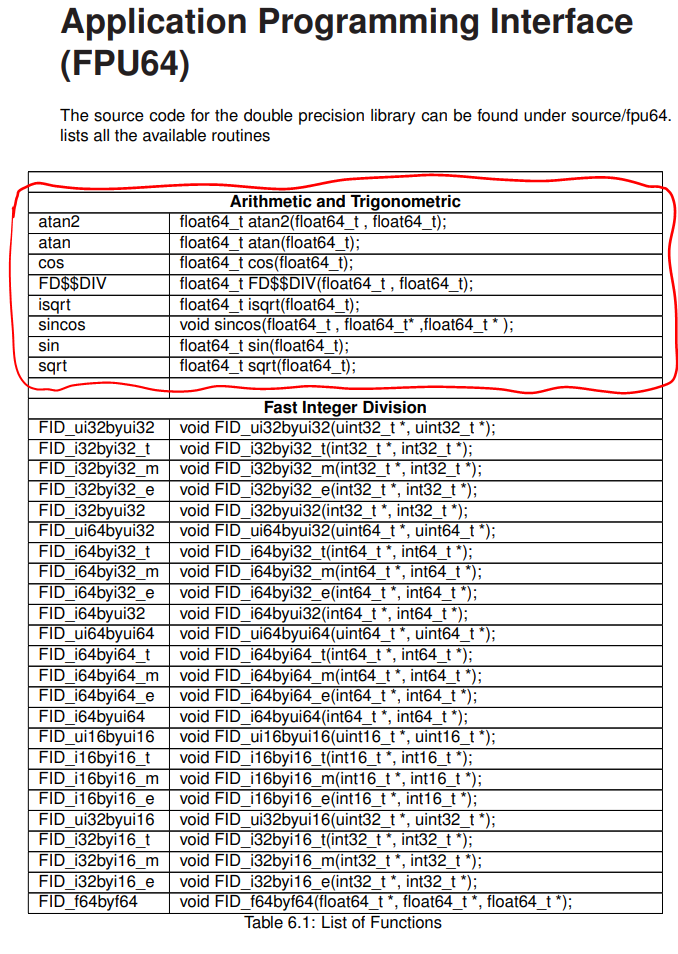 Application Programming Interface
(FPU64)
The source code for the double precision library can be found under source/fpu64.
lists all the available routines
Arithmetic and Trigonometric
atan2 float64_t atan2(float64_t , float64_t);
atan float64_t atan(float64_t);
cos float64_t cos(float64_t);
FD$$DIV float64_t FD$$DIV(float64_t , float64_t);
isqrt float64_t isqrt(float64_t);
sincos void sincos(float64_t , float64_t* ,float64_t * );
sin float64_t sin(float64_t);
sqrt float64_t sqrt(float64_t);
Fast Integer Division
FID_ui32byui32 void FID_ui32byui32(uint32_t *, uint32_t *);
FID_i32byi32_t void FID_i32byi32_t(int32_t *, int32_t *);
FID_i32byi32_m void FID_i32byi32_m(int32_t *, int32_t *);
FID_i32byi32_e void FID_i32byi32_e(int32_t *, int32_t *);
FID_i32byui32 void FID_i32byui32(int32_t *, int32_t *);
FID_ui64byui32 void FID_ui64byui32(uint64_t *, uint64_t *);
FID_i64byi32_t void FID_i64byi32_t(int64_t *, int64_t *);
FID_i64byi32_m void FID_i64byi32_m(int64_t *, int64_t *);
FID_i64byi32_e void FID_i64byi32_e(int64_t *, int64_t *);
FID_i64byui32 void FID_i64byui32(int64_t *, int64_t *);
FID_ui64byui64 void FID_ui64byui64(uint64_t *, uint64_t *);
FID_i64byi64_t void FID_i64byi64_t(int64_t *, int64_t *);
FID_i64byi64_m void FID_i64byi64_m(int64_t *, int64_t *);
FID_i64byi64_e void FID_i64byi64_e(int64_t *, int64_t *);
FID_i64byui64 void FID_i64byui64(int64_t *, int64_t *);
FID_ui16byui16 void FID_ui16byui16(uint16_t *, uint16_t *);
FID_i16byi16_t void FID_i16byi16_t(int16_t *, int16_t *);
FID_i16byi16_m void FID_i16byi16_m(int16_t *, int16_t *);
FID_i16byi16_e void FID_i16byi16_e(int16_t *, int16_t *);
FID_ui32byui16 void FID_ui32byui16(uint32_t *, uint32_t *);
FID_i32byi16_t void FID_i32byi16_t(int32_t *, int32_t *);
FID_i32byi16_m void FID_i32byi16_m(int32_t *, int32_t *);
FID_i32byi16_e void FID_i32byi16_e(int32_t *, int32_t *);
FID_f64byf64 void FID_f64byf64(float64_t *, float64_t *, float64_t *);
Table 6.1: List of Functions